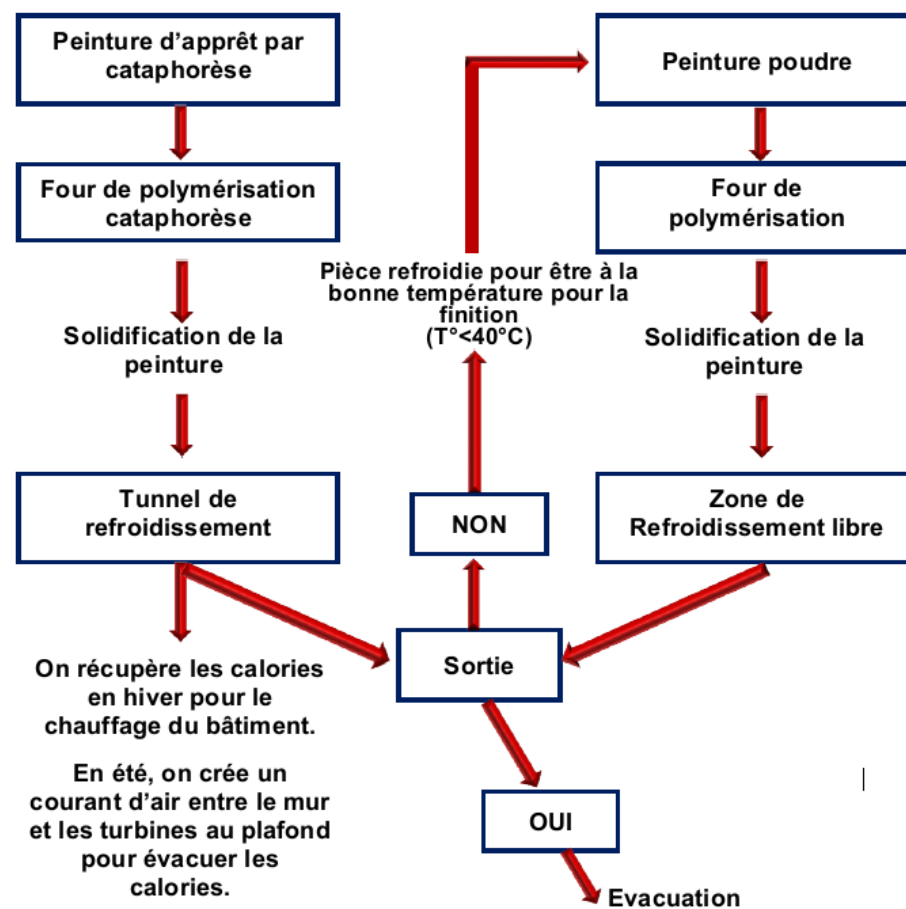 Peinture d’apprêt par
cataphorèse
Four de polymérisation
cataphorèse
Solidification de la
peinture
Tunnel de
refroidissement
On récupère les calories
en hiver pour le
chauffage du bâtiment.
En été, on crée un
courant d’air entre le mur
et les turbines au plafond
pour évacuer les
calories.
Pièce refroidie pour être à la
bonne température pour la
finition
(T°<40°C)
NON
Sortie
OUI
Evacuation
Peinture poudre
Four de
polymérisation
Solidification de la
peinture
Zone de
Refroidissement libre